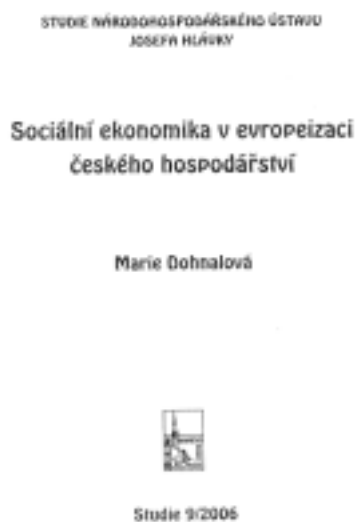 STUDIE NÁRODOHOSPODÁŘSKÉHO ÚSTAVU
JOSEFA HLÁVKY
Sociální ekonomika v evropeizaci
českého hospodářství
Marie Dohnalová
Studie 9/2006